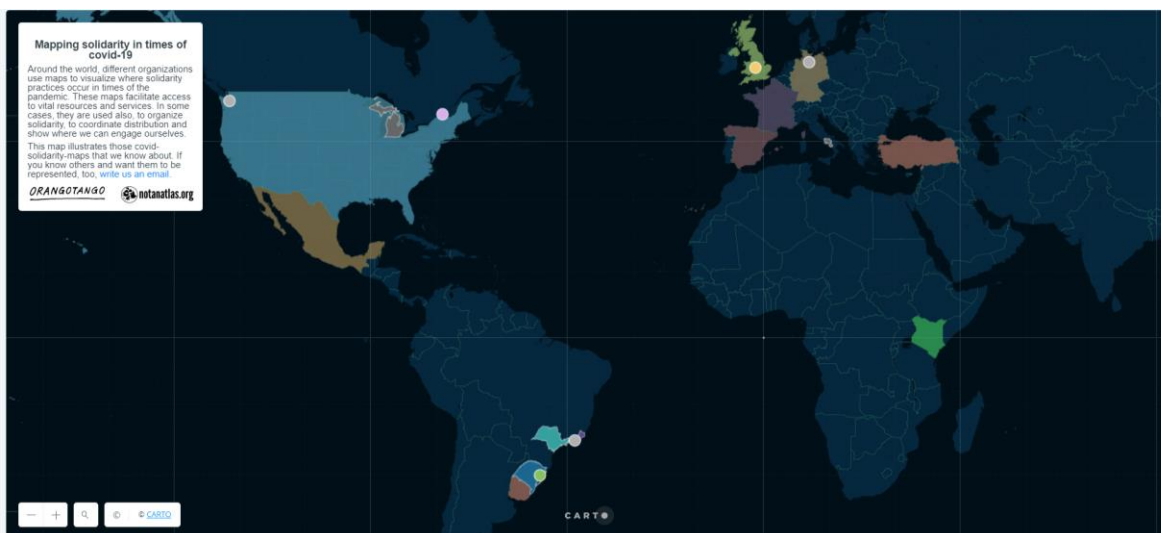 Mapping solidarity in times of
covid-19
Around the world, different organizations
use maps to visualize where solidarity
practices occur in times of the
pandemic. These maps facilitate access
to vital resources and services. In some
cases, they are used also, to organize
solidarity, to coordinate distribution and
show where we can engage ourselves.
This map illustrates those covid-
solidarity-maps that we know about. If
you know others and want them to be
represented, too, write us an email.
ORANGOTANGO notanatlas.org
© © CARTO
CARTO